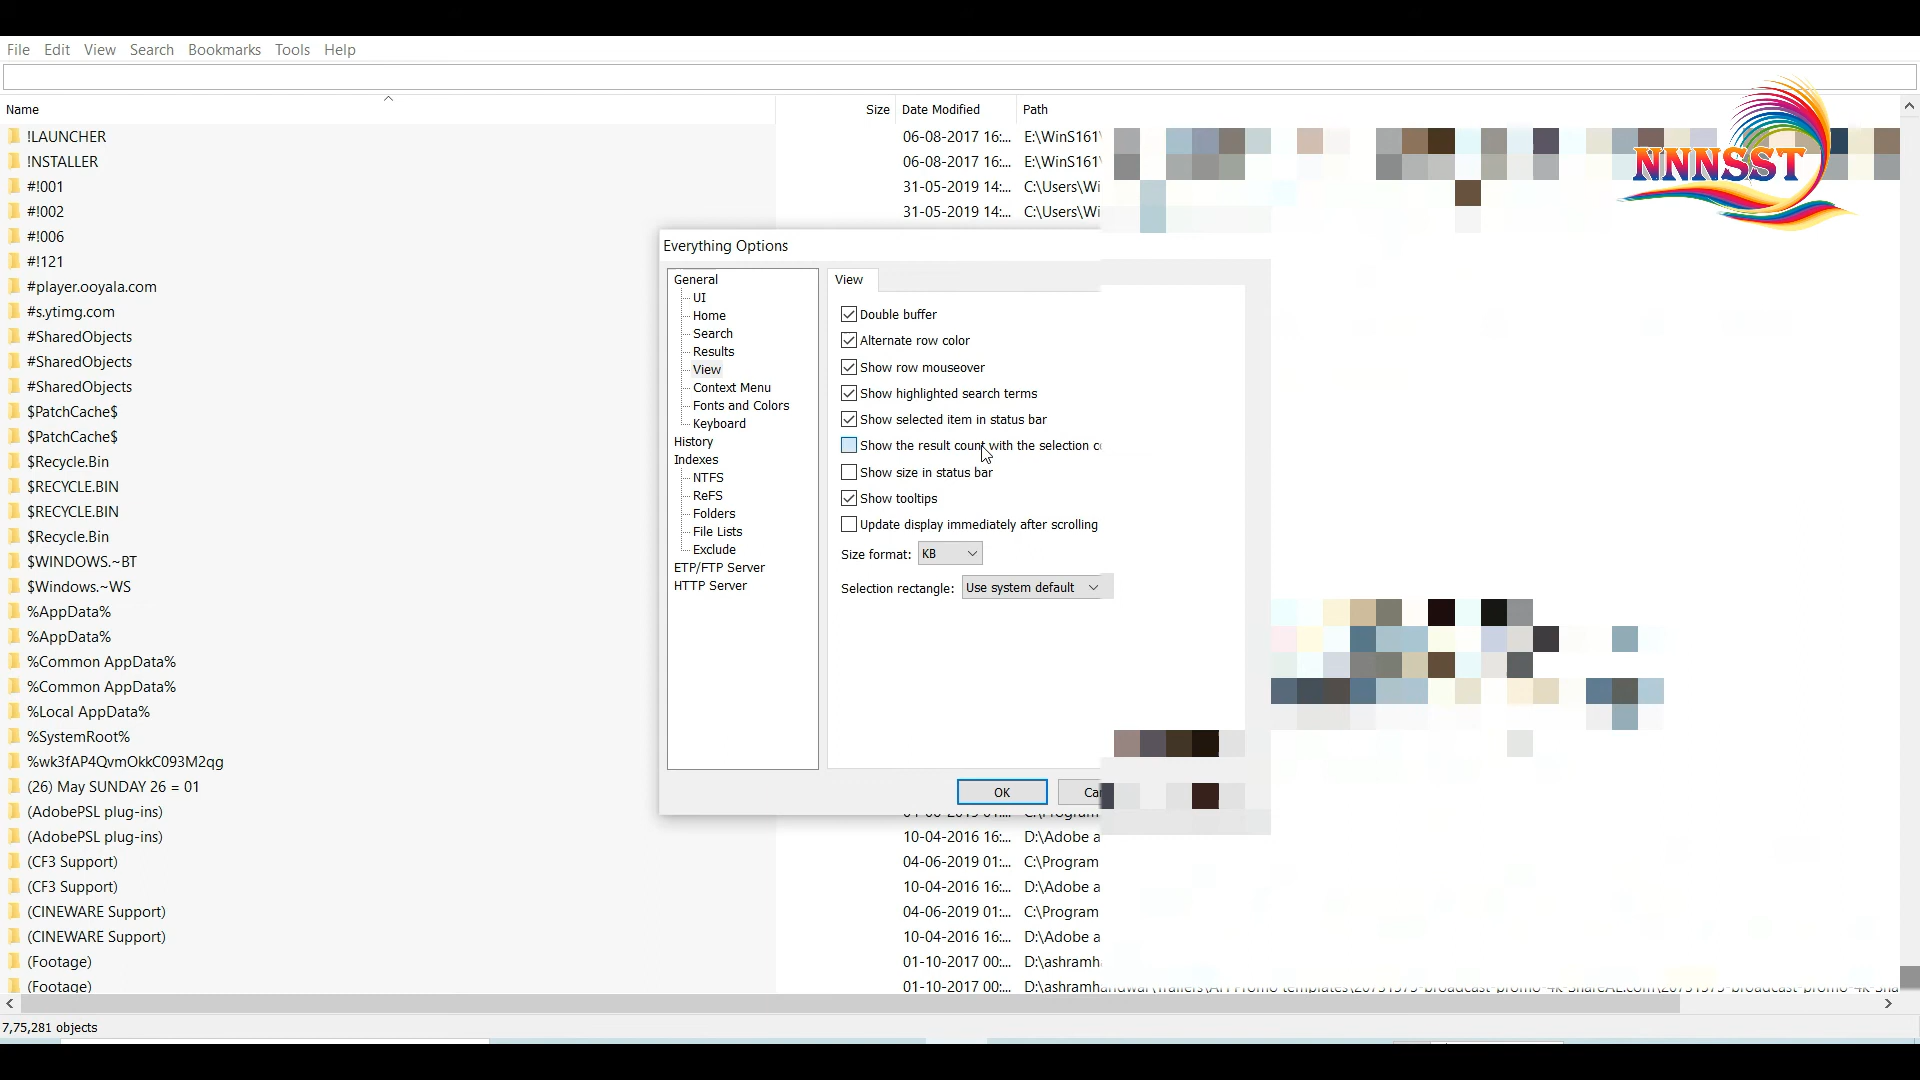 File Edit View Search Bookmarks Tools Help
Name Size Date Modified Path
!LAUNCHER 06-08-2017 16:... E:\WinS161\
!NSTALLER 06-08-2017 16:... E:\WinS161\
#!001 31-05-2019 14:... C:\Users\Wi
#!002 31-05-2019 14:... C:\Users\Wi
#!006
#!121
#player.ooyala.com
#s.ytimg.com
#SharedObjects
#SharedObjects
#SharedObjects
$PatchCache$
$PatchCache$
$Recycle.Bin
$RECYCLE.BIN
$RECYCLE.BIN
$Recycle.Bin
$WINDOWS.~BT
$Windows.~WS
%AppData%
%AppData%
%Common AppData%
%Common AppData%
%Local AppData%
%SystemRoot%
%wk3fAP4QvmOkkC093M2qg
(26) May SUNDAY 26 = 01
(AdobePSL plug-ins)
(AdobePSL plug-ins) 10-04-2016 16:... D:\Adobe a
(CF3 Support) 04-06-2019 01:... C:\Program
(CF3 Support) 10-04-2016 16:... D:\Adobe a
(CINEWARE Support) 04-06-2019 01:... C:\Program
(CINEWARE Support) 10-04-2016 16:... D:\Adobe a
(Footage) 01-10-2017 00:... D:\ashramh
(Footage) 01-10-2017 00:...
7,75,281 objects
Everything Options
General
UI
Home
Search
Results
View
Context Menu
Fonts and Colors
Keyboard
History
Indexes
NTFS
ReFS
Folders
File Lists
Exclude
ETP/FTP Server
HTTP Server
View
Double buffer
Alternate row color
Show row mouseover
Show highlighted search terms
Show selected item in status bar
Show the result count with the selection
Show size in status bar
Show tooltips
Update display immediately after scrolling
Size format: KB
Selection rectangle: Use system default
OK
NNNSST